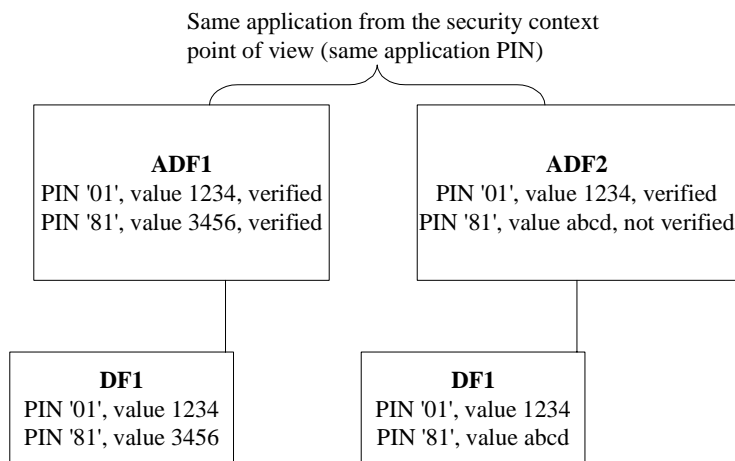 Same application from the security context
point of view (same application PIN)
ADF1
PIN '01', value 1234, verified
PIN '81', value 3456, verified
ADF2
PIN '01', value 1234, verified
PIN '81', value abcd, not verified
DF1
PIN '01', value 1234
PIN '81', value 3456
DF1
PIN '01', value 1234
PIN '81', value abcd